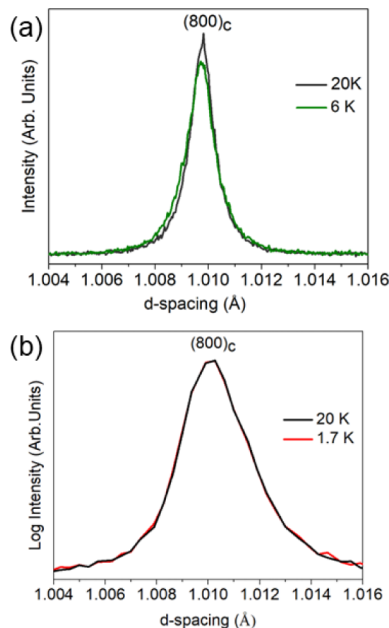 (a)
(800)c
20K
6 K
Intensity (Arb. Units)
1.004 1.006 1.008 1.010 1.012 1.014 1.016
d-spacing (Å)
(b)
(800)c
20 K
1.7 K
Log Intensity (Arb.Units)
1.004 1.006 1.008 1.010 1.012 1.014 1.016
d-spacing (Å)